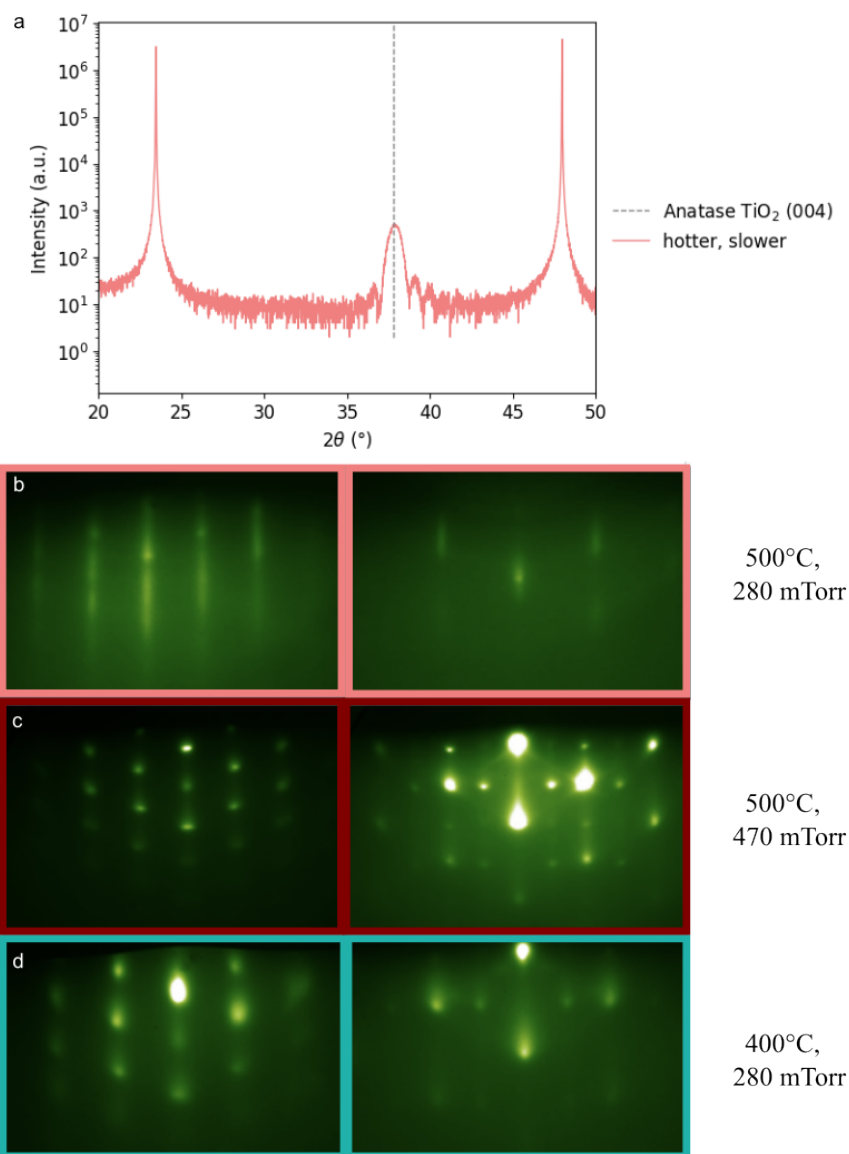 a
10⁷
10⁶
10⁵
10⁴
10³
10²
10¹
10⁰
Intensity (a.u.)
20 25 30 35 40 45 50
2θ (°)
Anatase TiO₂ (004)
hotter, slower
b
500°C,
280 mTorr
c
500°C,
470 mTorr
d
400°C,
280 mTorr